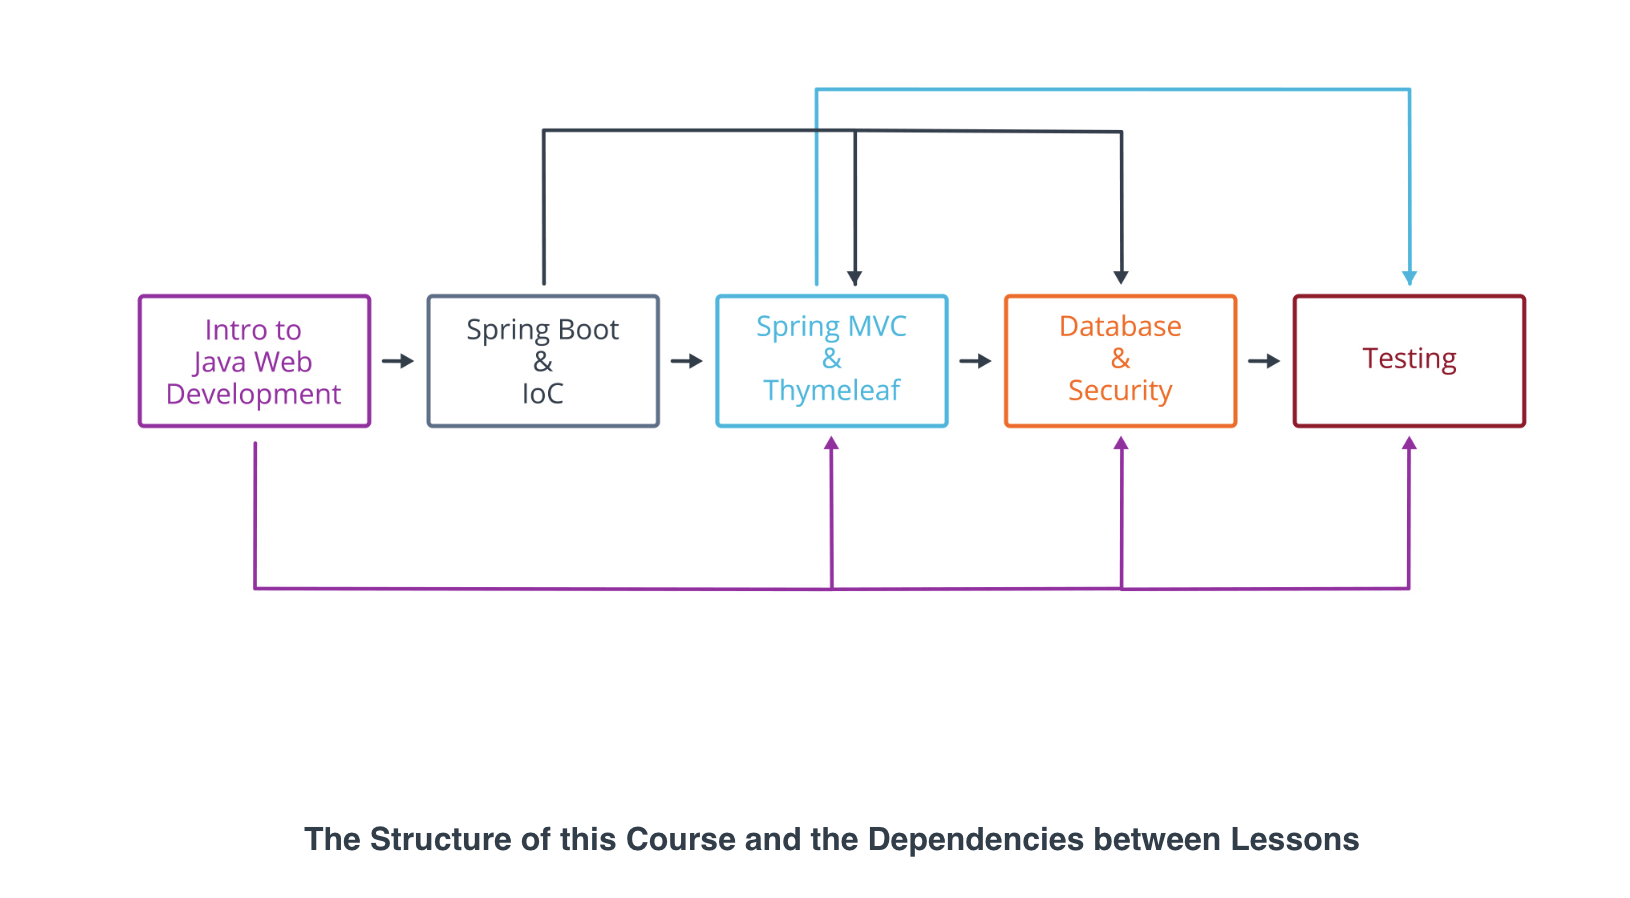 Intro to
Java Web
Development
Spring Boot
&
IoC
Spring MVC
&
Thymeleaf
Database
&
Security
Testing
The Structure of this Course and the Dependencies between Lessons